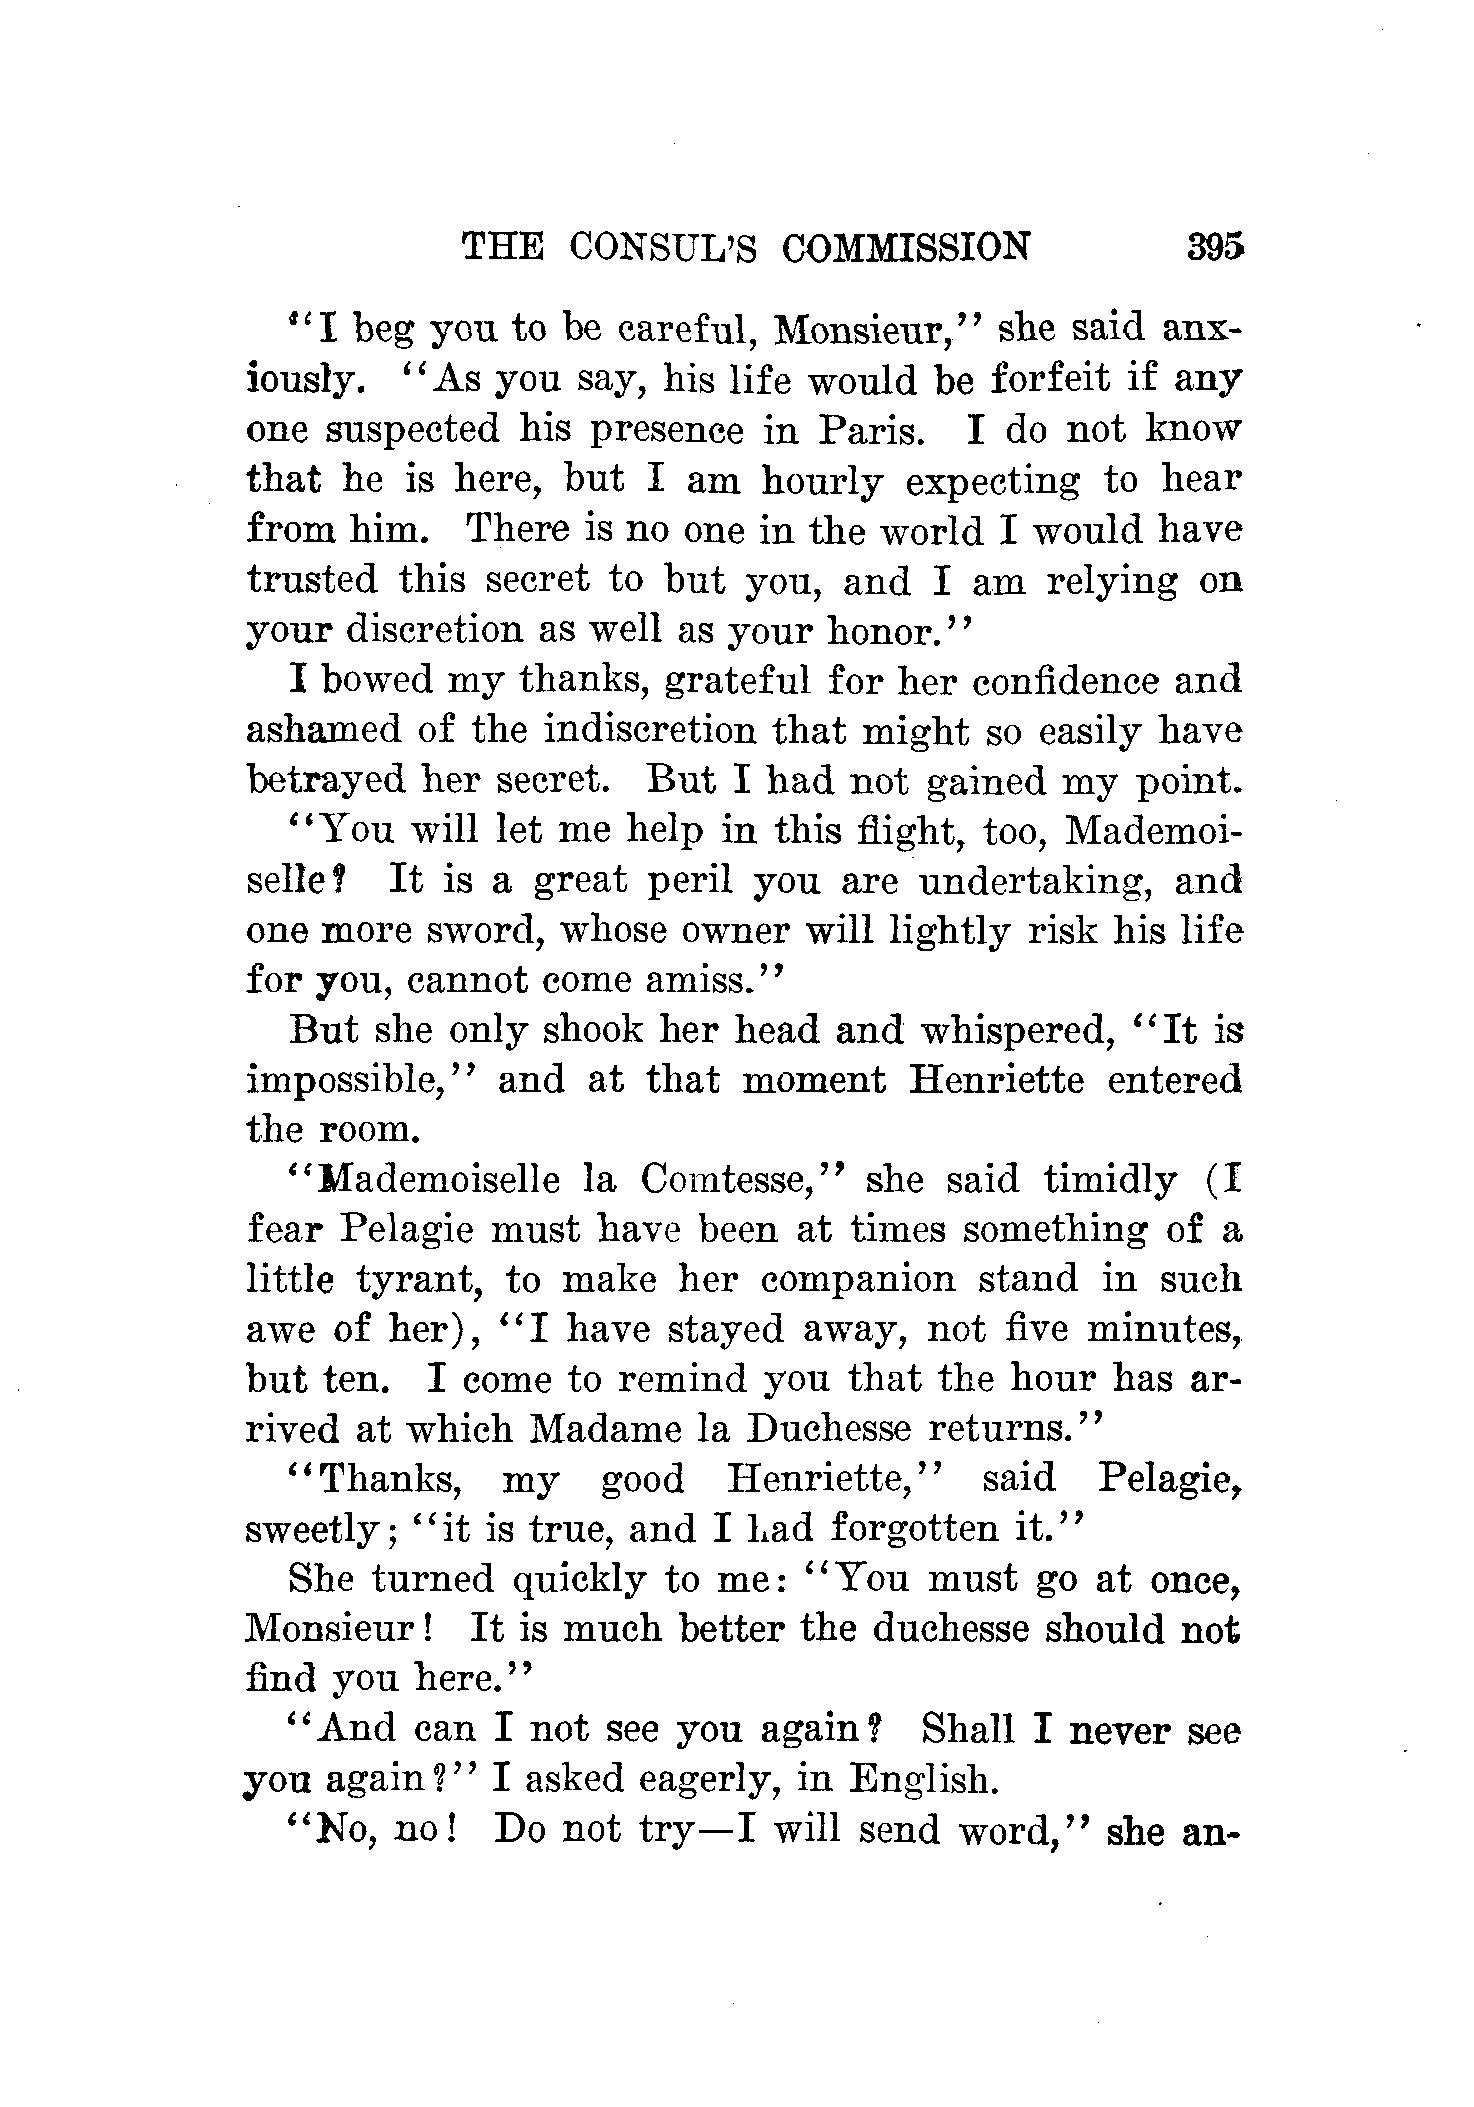 THE CONSUL'S COMMISSION 395
"I beg you to be careful, Monsieur," she said anx-
iously. "As you say, his life would be forfeit if any
one suspected his presence in Paris. I do not know
that he is here, but I am hourly expecting to hear
from him. There is no one in the world I would have
trusted this secret to but you, and I am relying on
your discretion as well as your honor."
I bowed my thanks, grateful for her confidence and
ashamed of the indiscretion that might so easily have
betrayed her secret. But I had not gained my point.
"You will let me help in this flight, too, Mademoi-
selle? It is a great peril you are undertaking, and
one more sword, whose owner will lightly risk his life
for you, cannot come amiss."
But she only shook her head and whispered, "It is
impossible," and at that moment Henriette entered
the room.
"Mademoiselle la Comtesse," she said timidly (I
fear Pelagie must have been at times something of a
little tyrant, to make her companion stand in such
awe of her), "I have stayed away, not five minutes,
but ten. I come to remind you that the hour has ar-
rived at which Madame la Duchesse returns."
"Thanks, my good Henriette," said Pelagie,
sweetly; "it is true, and I had forgotten it."
She turned quickly to me: "You must go at once,
Monsieur! It is much better the duchesse should not
find you here."
"And can I not see you again? Shall I never see
you again?" I asked eagerly, in English.
"No, no! Do not try—I will send word," she an-